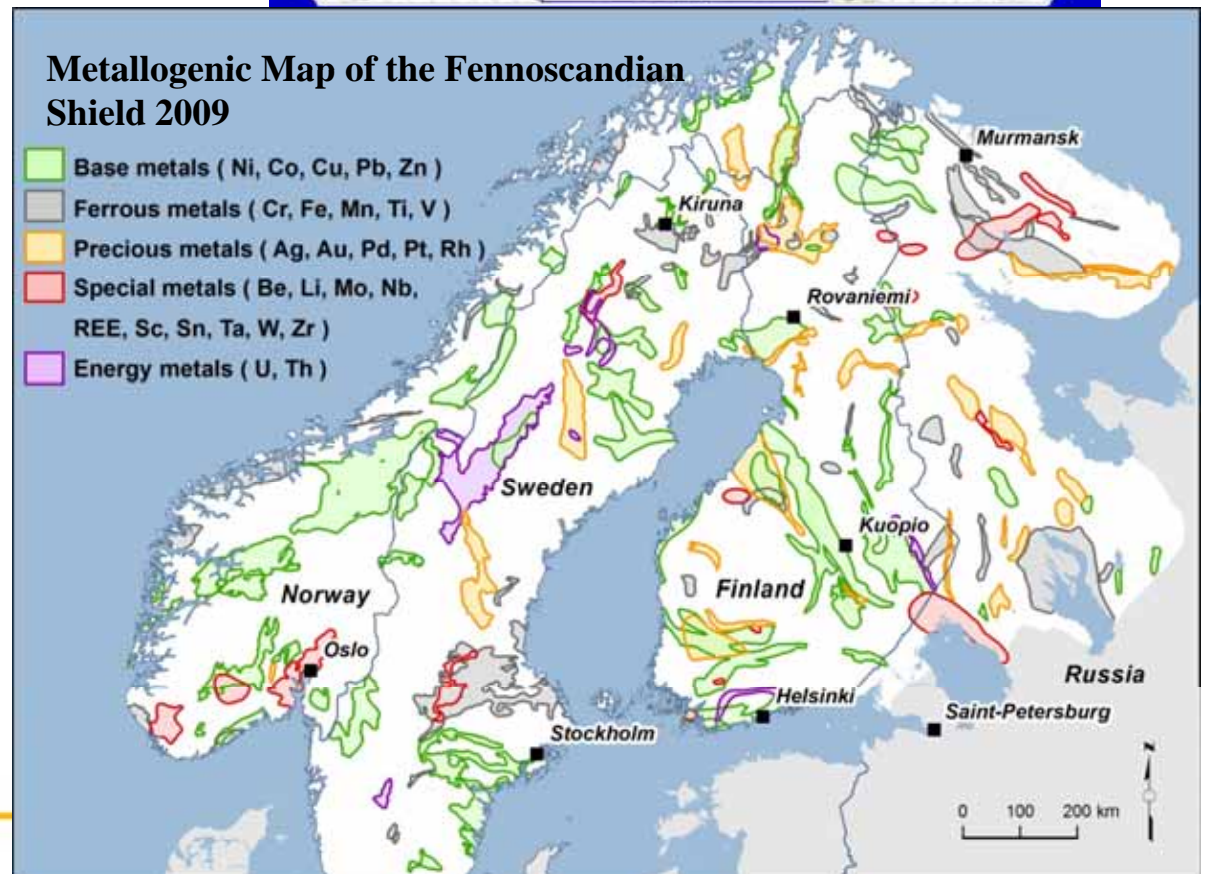 Metallogenic Map of the Fennoscandian
Shield 2009
Base metals ( Ni, Co, Cu, Pb, Zn )
Ferrous metals ( Cr, Fe, Mn, Ti, V )
Precious metals ( Ag, Au, Pd, Pt, Rh )
Special metals ( Be, Li, Mo, Nb,
REE, Sc, Sn, Ta, W, Zr )
Energy metals ( U, Th )
Murmansk
Kiruna
Rovaniemi
Sweden
Kuopio
Norway
Finland
Oslo
Russia
Helsinki
Saint-Petersburg
Stockholm
N
0 100 200 km